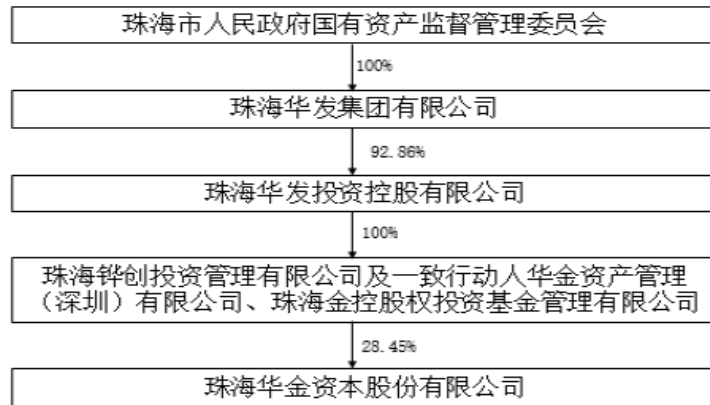 珠海市人民政府国有资产监督管理委员会
100%
珠海华发集团有限公司
92.86%
珠海华发投资控股有限公司
100%
珠海铧创投资管理有限公司及一致行动人华金资产管理
（深圳）有限公司、珠海金控股权投资基金管理有限公司
28.45%
珠海华金资本股份有限公司